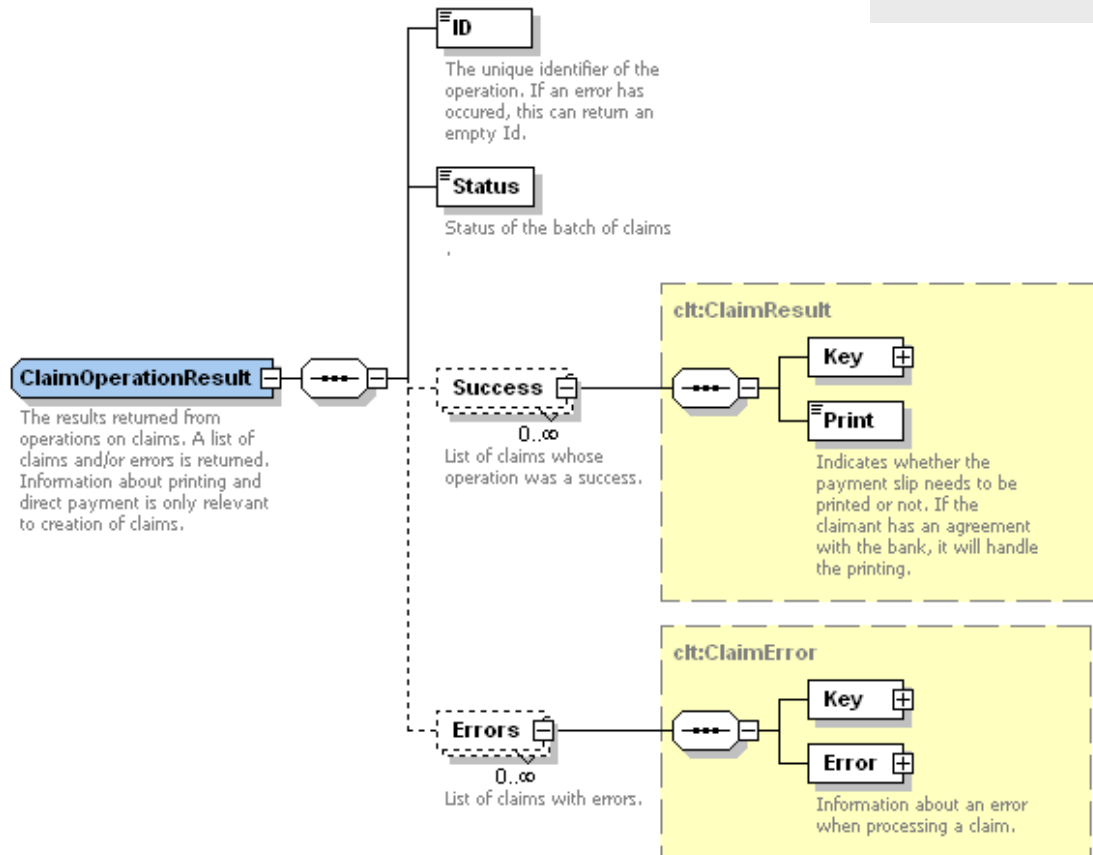 ID
The unique identifier of the
operation. If an error has
occured, this can return an
empty Id.
Status
Status of the batch of claims
.
clt:ClaimResult
Key
ClaimOperationResult
Success
0..∞
Print
The results returned from
operations on claims. A list of
claims and/or errors is returned.
Information about printing and
direct payment is only relevant
to creation of claims.
List of claims whose
operation was a success.
Indicates whether the
payment slip needs to be
printed or not. If the
claimant has an agreement
with the bank, it will handle
the printing.
clt:ClaimError
Key
Errors
0..∞
List of claims with errors.
Error
Information about an error
when processing a claim.